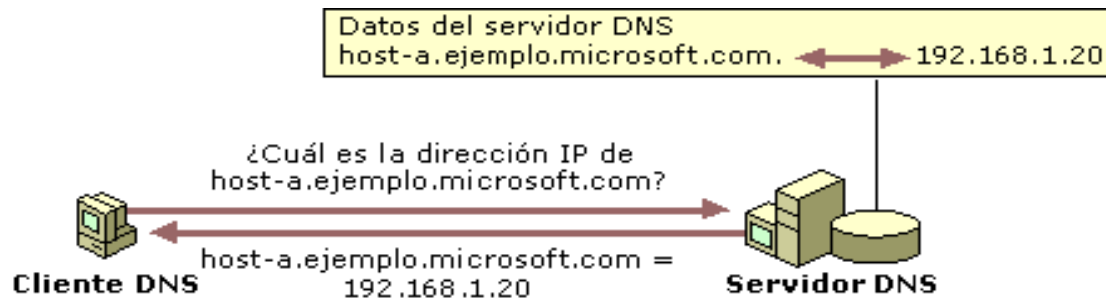 Datos del servidor DNS
host-a.ejemplo.microsoft.com. 192.168.1.20
¿Cuál es la dirección IP de
host-a.ejemplo.microsoft.com?
host-a.ejemplo.microsoft.com =
192.168.1.20
Cliente DNS
Servidor DNS